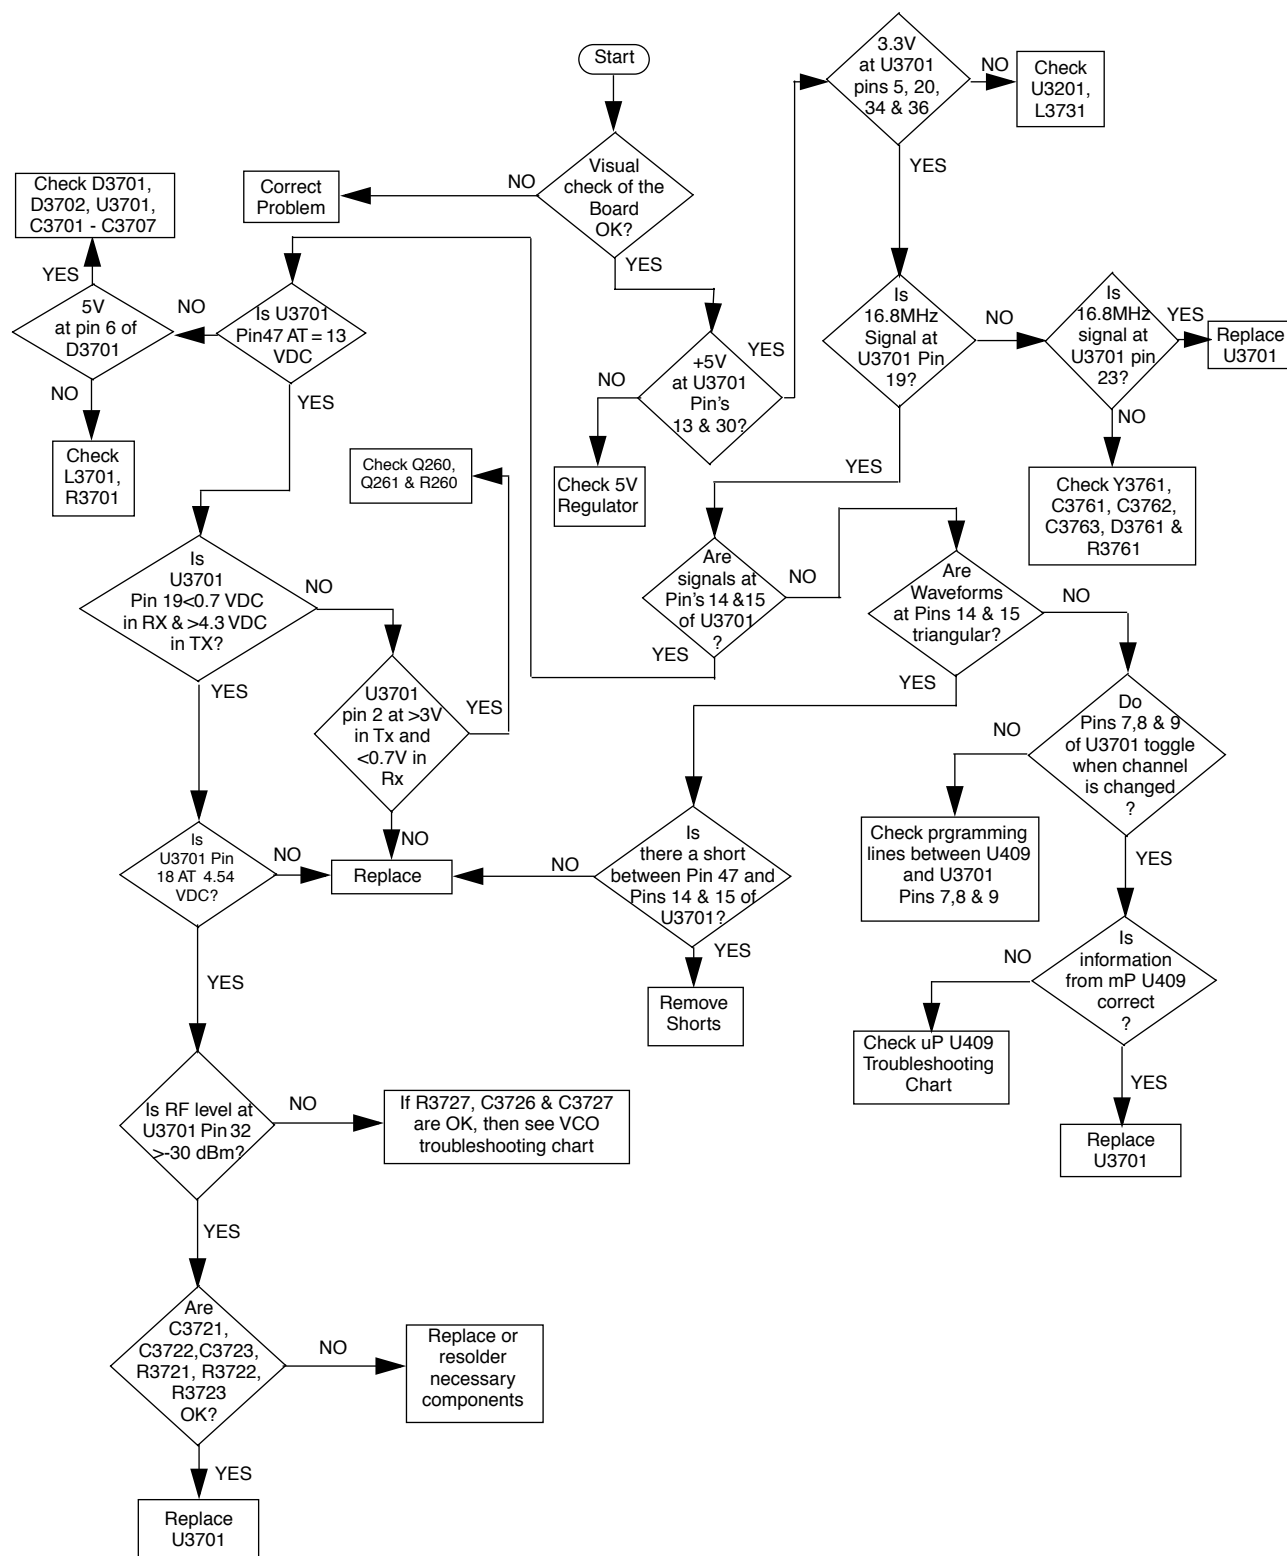 Start
Visual
check of the
Board
OK?
NO
YES
Correct
Problem
3.3V
at U3701
pins 5, 20,
34 & 36
NO
YES
Check
U3201,
L3731
Check D3701,
D3702, U3701,
C3701 - C3707
YES
5V
at pin 6 of
D3701
NO
NO
Is U3701
Pin47 AT = 13
VDC
YES
Check
L3701,
R3701
+5V
at U3701
Pin's
13 & 30?
YES
NO
Check 5V
Regulator
Is
16.8MHz
Signal at
U3701 Pin
19?
NO
YES
Is
16.8MHz
signal at
U3701 pin
23?
YES
NO
Replace
U3701
Check Y3761,
C3761, C3762,
C3763, D3761 &
R3761
Check Q260,
Q261 & R260
Is
U3701
Pin 19<0.7 VDC
in RX & >4.3 VDC
in TX?
NO
YES
U3701
pin 2 at >3V
in Tx and
<0.7V in
Rx
YES
NO
Are
signals at
Pin's 14 &15
of U3701
?
NO
YES
Are
Waveforms
at Pins 14 & 15
triangular?
NO
YES
Do
Pins 7,8 & 9
of U3701 toggle
when channel
is changed
?
NO
YES
Is
U3701 Pin
18 AT 4.54
VDC?
NO
YES
Replace
Is
there a short
between Pin 47 and
Pins 14 & 15 of
U3701?
NO
YES
Remove
Shorts
Check prgramming
lines between U409
and U3701
Pins 7,8 & 9
Is
information
from mP U409
correct
?
NO
YES
Check uP U409
Troubleshooting
Chart
Replace
U3701
Is RF level at
U3701 Pin 32
>-30 dBm?
NO
YES
If R3727, C3726 & C3727
are OK, then see VCO
troubleshooting chart
Are
C3721,
C3722,C3723,
R3721, R3722,
R3723
OK?
NO
YES
Replace or
resolder
necessary
components
Replace
U3701